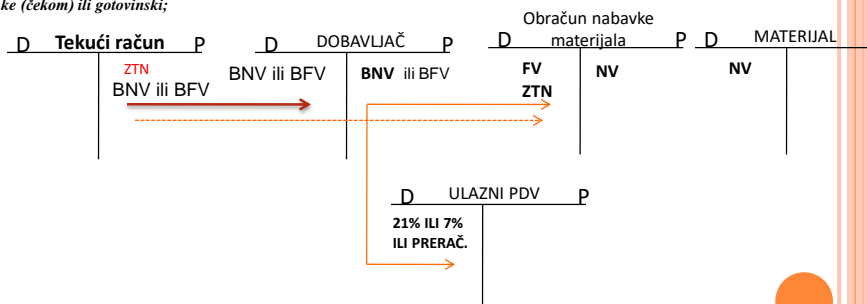 ke (čekom) ili gotovinski;
D Tekući račun P
D DOBAVLJAČ P
Obračun nabavke
D materijala P
D MATERIJAL
ZTN
BNV ili BFV
BNV ili BFV
BNV ili BFV
FV
ZTN
NV
NV
D ULAZNI PDV P
21% ILI 7%
ILI PRERAČ.